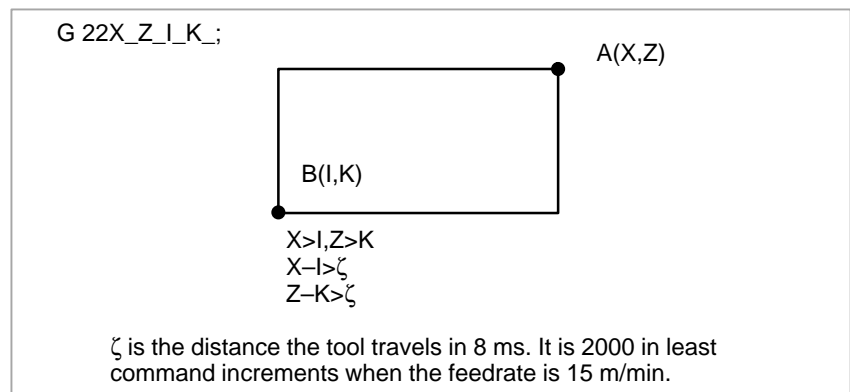 G 22X_Z_I_K_;
A(X,Z)
B(I,K)
X>I,Z>K
X–I>ζ
Z–K>ζ
ζ is the distance the tool travels in 8 ms. It is 2000 in least
command increments when the feedrate is 15 m/min.